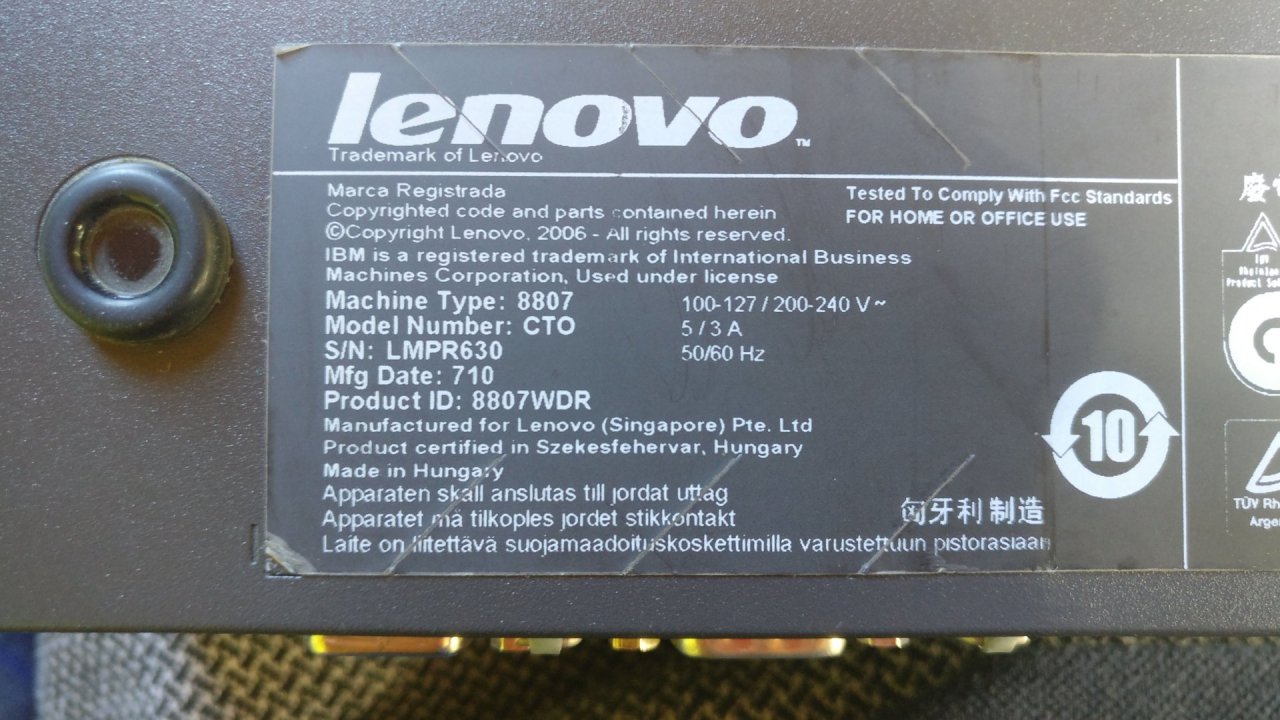 lenovo™
Trademark of Lenovo
Marca Registrada
Copyrighted code and parts contained herein
©Copyright Lenovo, 2006 - All rights reserved.
IBM is a registered trademark of International Business
Machines Corporation, Used under license
Machine Type: 8807
Model Number: CTO
S/N: LMPR630
Mfg Date: 710
Product ID: 8807WDR
Manufactured for Lenovo (Singapore) Pte. Ltd
Product certified in Szekesfehervar, Hungary
Made in Hungary
Apparaten skall anslutas till jordat uttag
Apparatet må tilkoples jordet stikkontakt
Laite on liitettävä suojamaadoituskoskettimilla varustettuun pistorasiaan
Tested To Comply With Fcc Standards
FOR HOME OR OFFICE USE
100-127 / 200-240 V ~
5 / 3 A
50/60 Hz
10
匈牙利制造
廢
Product
TÜV